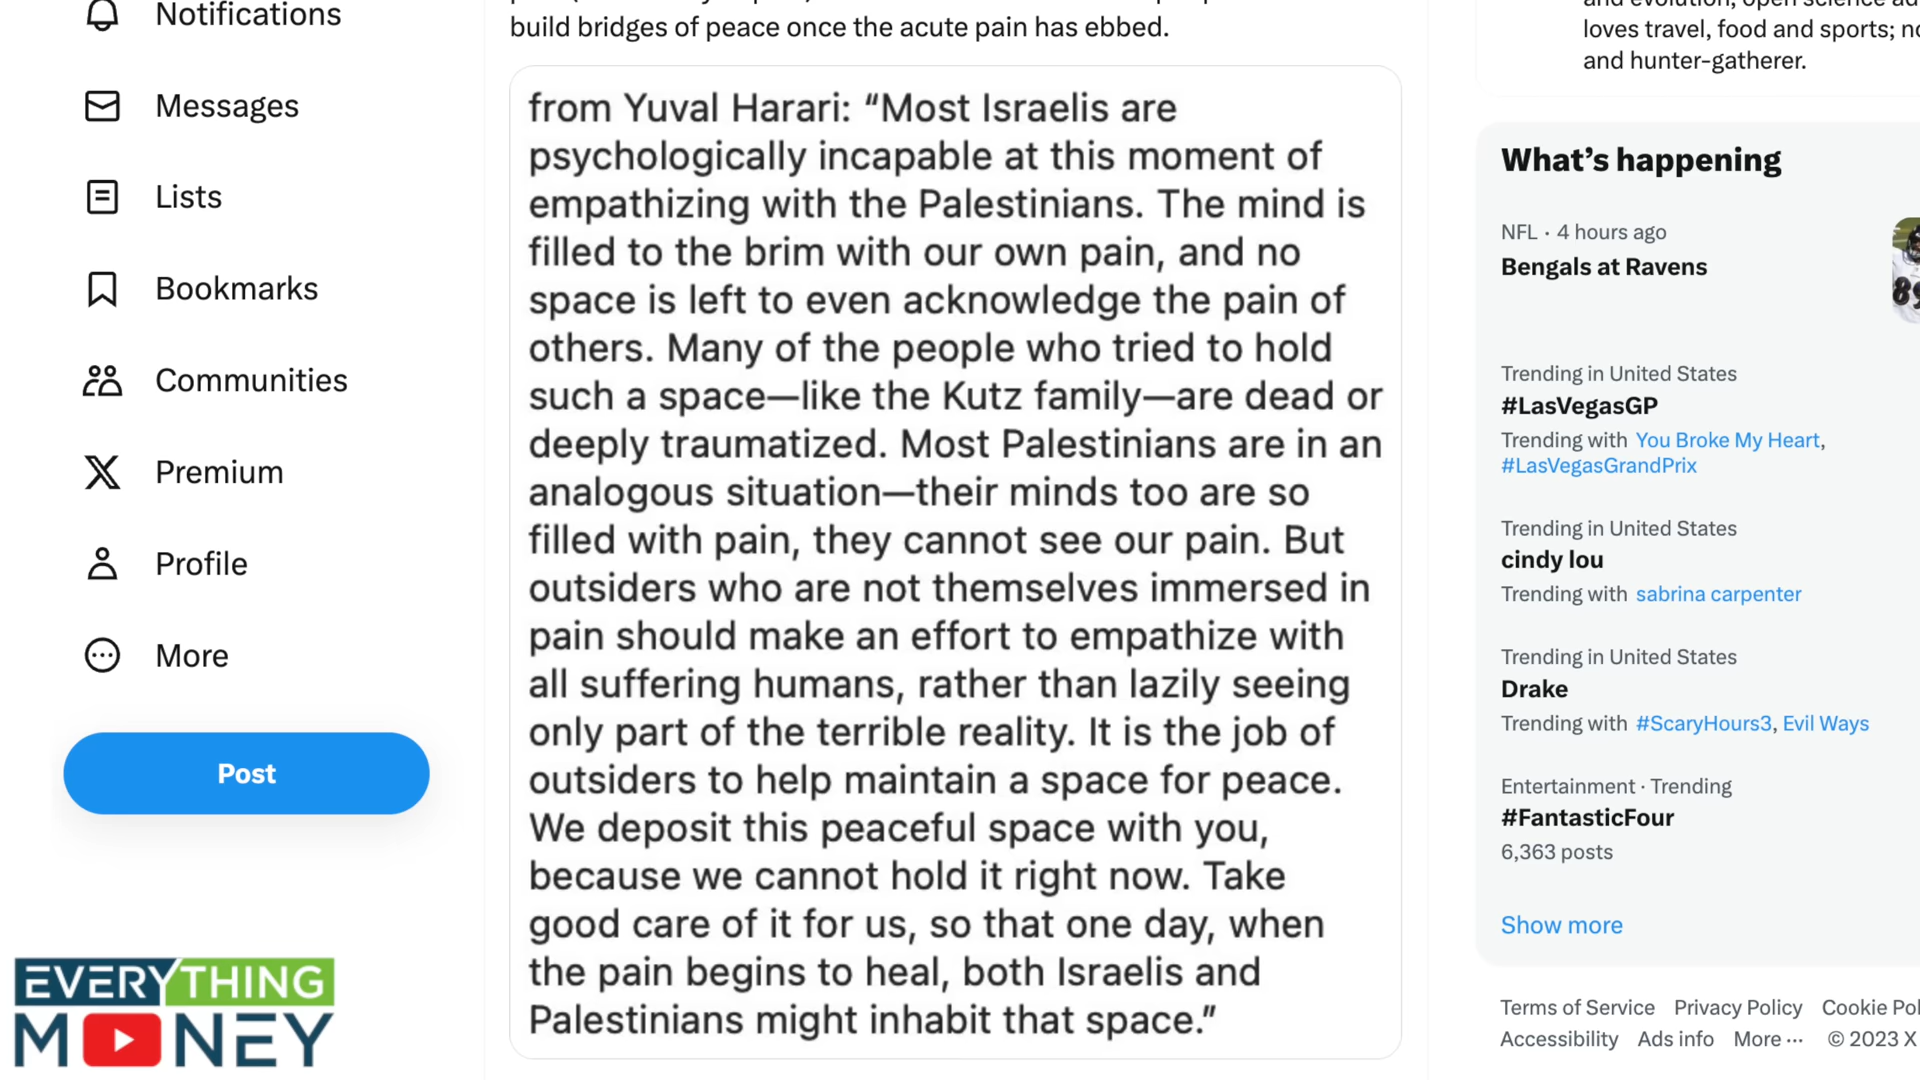 Notifications
Messages
Lists
Bookmarks
Communities
Premium
Profile
More
Post
EVERYTHING
MONEY
build bridges of peace once the acute pain has ebbed.
from Yuval Harari: “Most Israelis are
psychologically incapable at this moment of
empathizing with the Palestinians. The mind is
filled to the brim with our own pain, and no
space is left to even acknowledge the pain of
others. Many of the people who tried to hold
such a space—like the Kutz family—are dead or
deeply traumatized. Most Palestinians are in an
analogous situation—their minds too are so
filled with pain, they cannot see our pain. But
outsiders who are not themselves immersed in
pain should make an effort to empathize with
all suffering humans, rather than lazily seeing
only part of the terrible reality. It is the job of
outsiders to help maintain a space for peace.
We deposit this peaceful space with you,
because we cannot hold it right now. Take
good care of it for us, so that one day, when
the pain begins to heal, both Israelis and
Palestinians might inhabit that space.”
and evolution, open science
loves travel, food and sports;
and hunter-gatherer.
What’s happening
NFL · 4 hours ago
Bengals at Ravens
Trending in United States
#LasVegasGP
Trending with You Broke My Heart,
#LasVegasGrandPrix
Trending in United States
cindy lou
Trending with sabrina carpenter
Trending in United States
Drake
Trending with #ScaryHours3, Evil Ways
Entertainment · Trending
#FantasticFour
6,363 posts
Show more
Terms of Service Privacy Policy Cookie
Accessibility Ads info More ··· © 2023 X